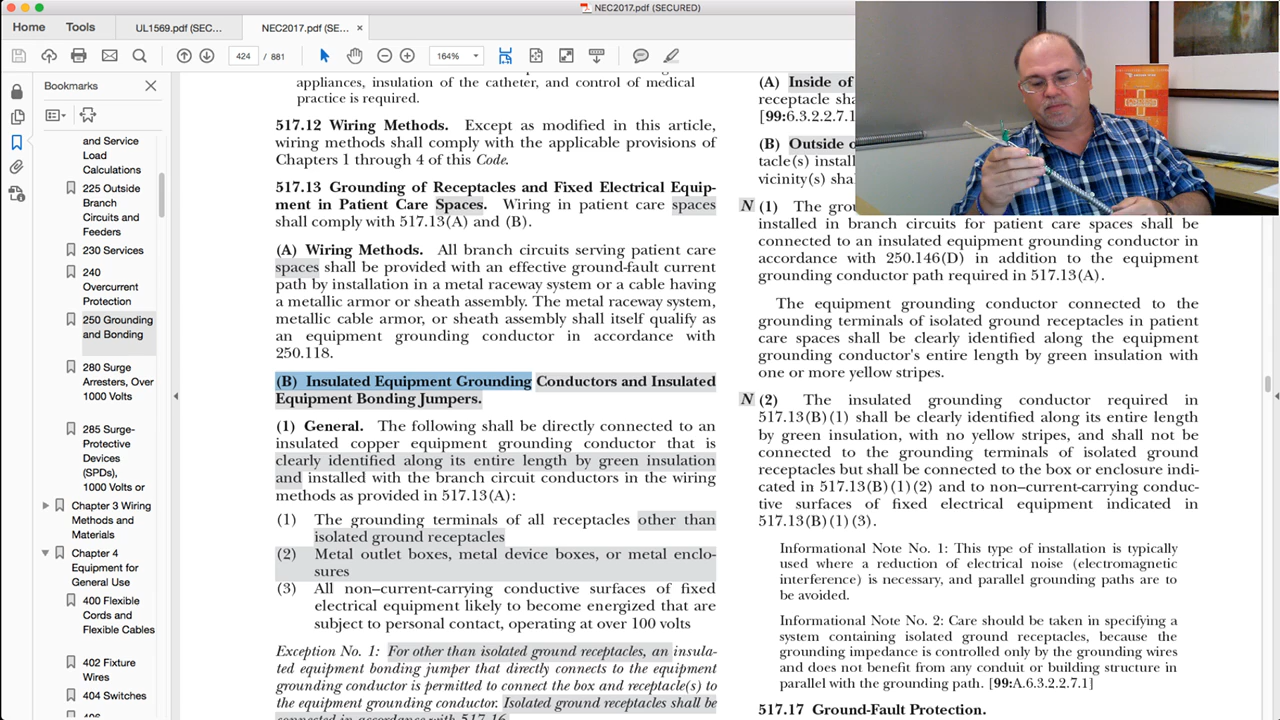 NEC2017.pdf (SECURED)
Home
Tools
UL1569.pdf (SEC...
NEC2017.pdf (SE... ×
424 / 881
164%
Bookmarks
and Service
Load
Calculations
225 Outside
Branch
Circuits and
Feeders
230 Services
240
Overcurrent
Protection
250 Grounding
and Bonding
280 Surge
Arresters, Over
1000 Volts
285 Surge-
Protective
Devices
(SPDs),
1000 Volts or
Chapter 3 Wiring
Methods and
Materials
Chapter 4
Equipment for
General Use
400 Flexible
Cords and
Flexible Cables
402 Fixture
Wires
404 Switches
406
appliances, insulation of the catheter, and control of medical
practice is required.
517.12 Wiring Methods. Except as modified in this article,
wiring methods shall comply with the applicable provisions of
Chapters 1 through 4 of this Code.
517.13 Grounding of Receptacles and Fixed Electrical Equip-
ment in Patient Care Spaces. Wiring in patient care spaces
shall comply with 517.13(A) and (B).
(A) Wiring Methods. All branch circuits serving patient care
spaces shall be provided with an effective ground-fault current
path by installation in a metal raceway system or a cable having
a metallic armor or sheath assembly. The metal raceway system,
metallic cable armor, or sheath assembly shall itself qualify as
an equipment grounding conductor in accordance with
250.118.
(B) Insulated Equipment Grounding Conductors and Insulated
Equipment Bonding Jumpers.
(1) General. The following shall be directly connected to an
insulated copper equipment grounding conductor that is
clearly identified along its entire length by green insulation
and installed with the branch circuit conductors in the wiring
methods as provided in 517.13(A):
(1) The grounding terminals of all receptacles other than
isolated ground receptacles
(2) Metal outlet boxes, metal device boxes, or metal enclo-
sures
(3) All non–current-carrying conductive surfaces of fixed
electrical equipment likely to become energized that are
subject to personal contact, operating at over 100 volts
Exception No. 1: For other than isolated ground receptacles, an insula-
ted equipment bonding jumper that directly connects to the equipment
grounding conductor is permitted to connect the box and receptacle(s) to
the equipment grounding conductor. Isolated ground receptacles shall be
connected in accordance with 517.16.
(A) Inside of
receptacle sha
[99:6.3.2.2.7.1
(B) Outside o
tacle(s) install
vicinity(s) sha
N (1) The gro
installed in branch circuits for patient care spaces shall be
connected to an insulated equipment grounding conductor in
accordance with 250.146(D) in addition to the equipment
grounding conductor path required in 517.13(A).
The equipment grounding conductor connected to the
grounding terminals of isolated ground receptacles in patient
care spaces shall be clearly identified along the equipment
grounding conductor's entire length by green insulation with
one or more yellow stripes.
N (2) The insulated grounding conductor required in
517.13(B)(1) shall be clearly identified along its entire length
by green insulation, with no yellow stripes, and shall not be
connected to the grounding terminals of isolated ground
receptacles but shall be connected to the box or enclosure indi-
cated in 517.13(B)(1)(2) and to non–current-carrying conduc-
tive surfaces of fixed electrical equipment indicated in
517.13(B)(1)(3).
Informational Note No. 1: This type of installation is typically
used where a reduction of electrical noise (electromagnetic
interference) is necessary, and parallel grounding paths are to
be avoided.
Informational Note No. 2: Care should be taken in specifying a
system containing isolated ground receptacles, because the
grounding impedance is controlled only by the grounding wires
and does not benefit from any conduit or building structure in
parallel with the grounding path. [99:A.6.3.2.2.7.1]
517.17 Ground-Fault Protection.